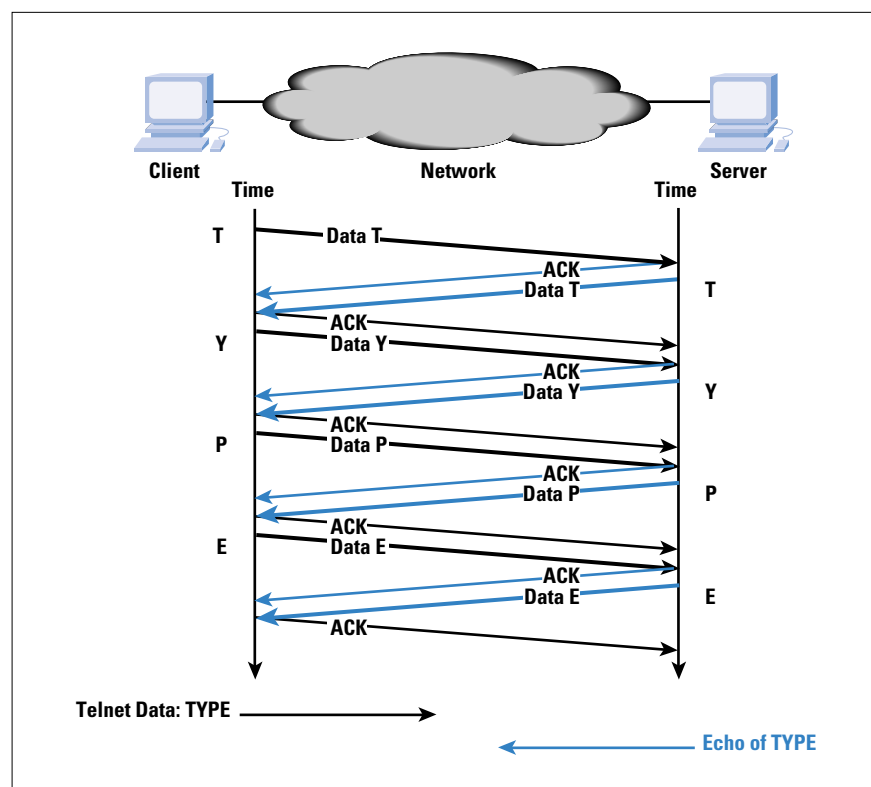 Client Network Server
Time Time
T Data T
ACK
Data T T
ACK
Y Data Y
ACK
Data Y Y
ACK
P Data P
ACK
Data P P
ACK
E Data E
ACK
Data E E
ACK
Telnet Data: TYPE
Echo of TYPE